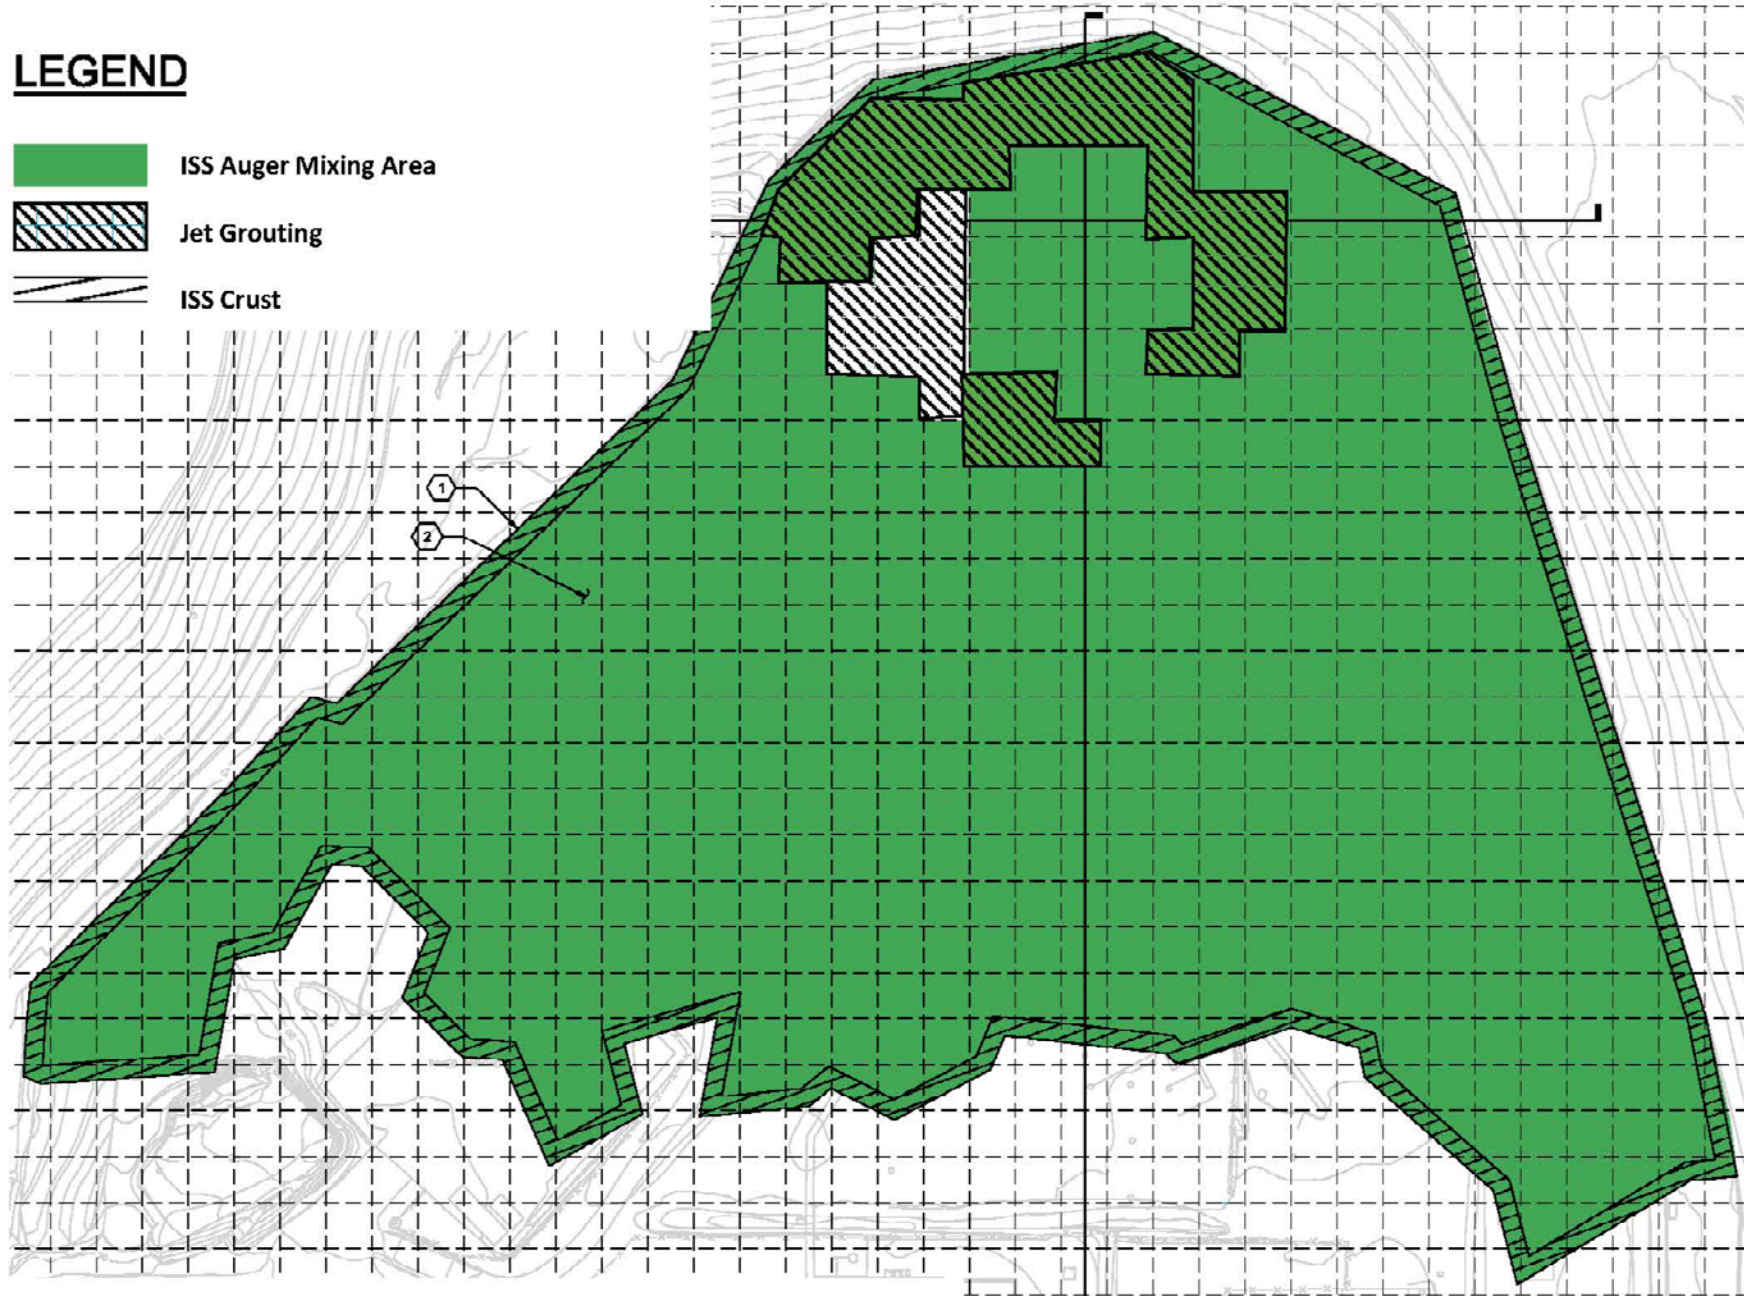 LEGEND
ISS Auger Mixing Area
Jet Grouting
ISS Crust
1
2